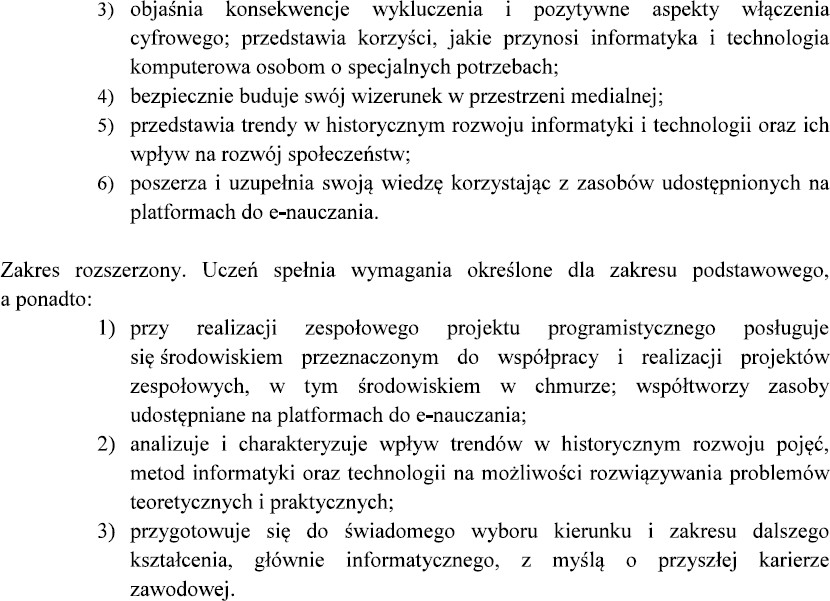 3) objaśnia konsekwencje wykluczenia i pozytywne aspekty włączenia
cyfrowego; przedstawia korzyści, jakie przynosi informatyka i technologia
komputerowa osobom o specjalnych potrzebach;
4) bezpiecznie buduje swój wizerunek w przestrzeni medialnej;
5) przedstawia trendy w historycznym rozwoju informatyki i technologii oraz ich
wpływ na rozwój społeczeństw;
6) poszerza i uzupełnia swoją wiedzę korzystając z zasobów udostępnionych na
platformach do e-nauczania.
Zakres rozszerzony. Uczeń spełnia wymagania określone dla zakresu podstawowego,
a ponadto:
1) przy realizacji zespołowego projektu programistycznego posługuje
się środowiskiem przeznaczonym do współpracy i realizacji projektów
zespołowych, w tym środowiskiem w chmurze; współtworzy zasoby
udostępniane na platformach do e-nauczania;
2) analizuje i charakteryzuje wpływ trendów w historycznym rozwoju pojęć,
metod informatyki oraz technologii na możliwości rozwiązywania problemów
teoretycznych i praktycznych;
3) przygotowuje się do świadomego wyboru kierunku i zakresu dalszego
kształcenia, głównie informatycznego, z myślą o przyszłej karierze
zawodowej.